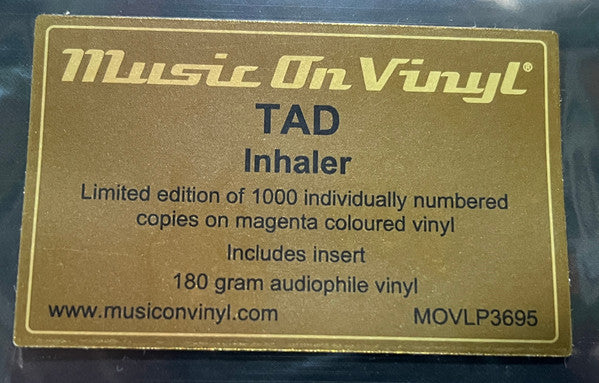 Music On Vinyl®
TAD
Inhaler
Limited edition of 1000 individually numbered
copies on magenta coloured vinyl
Includes insert
180 gram audiophile vinyl
www.musiconvinyl.com MOVLP3695